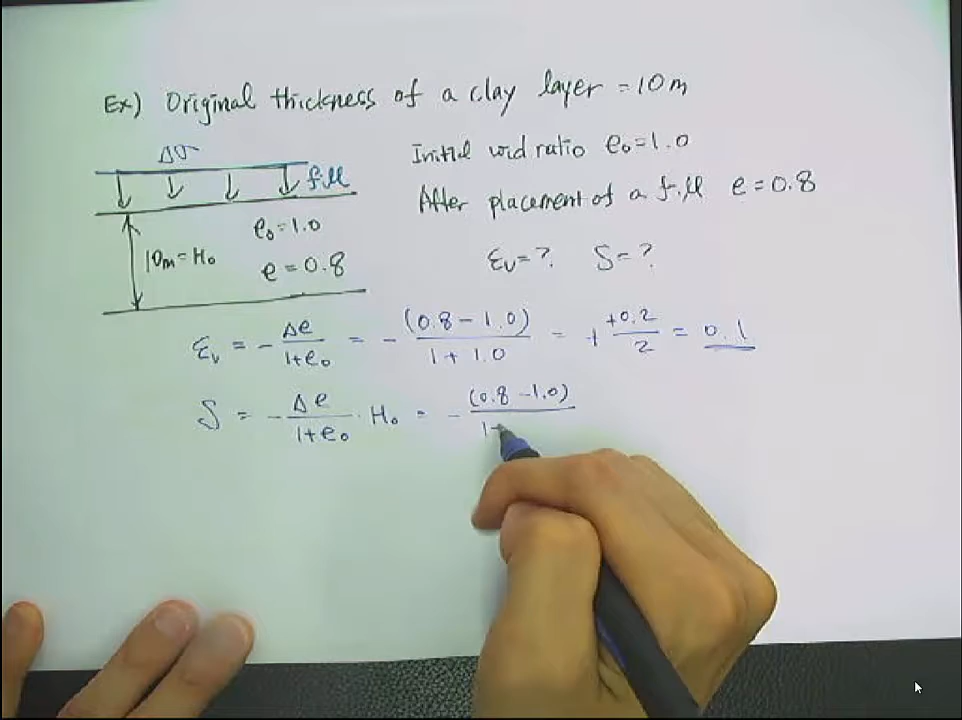 Ex) Original thickness of a clay layer = 10m
Δσ
fill
10m = H₀
e₀ = 1.0
e = 0.8
Initial void ratio e₀ = 1.0
After placement of a fill e = 0.8
εᵥ = ? S = ?
εᵥ = - Δe / 1+e₀ = - (0.8 - 1.0) / 1 + 1.0 = + +0.2 / 2 = 0.1
S = - Δe / 1+e₀ · H₀ = - (0.8 - 1.0) / 1+